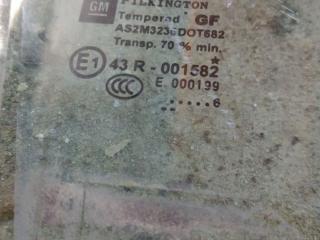 GM
PILKINGTON
Tempered GF
AS2M3236DOT682
Transp. 70 % min.
E1 43 R - 001582
CCC E 000199
6